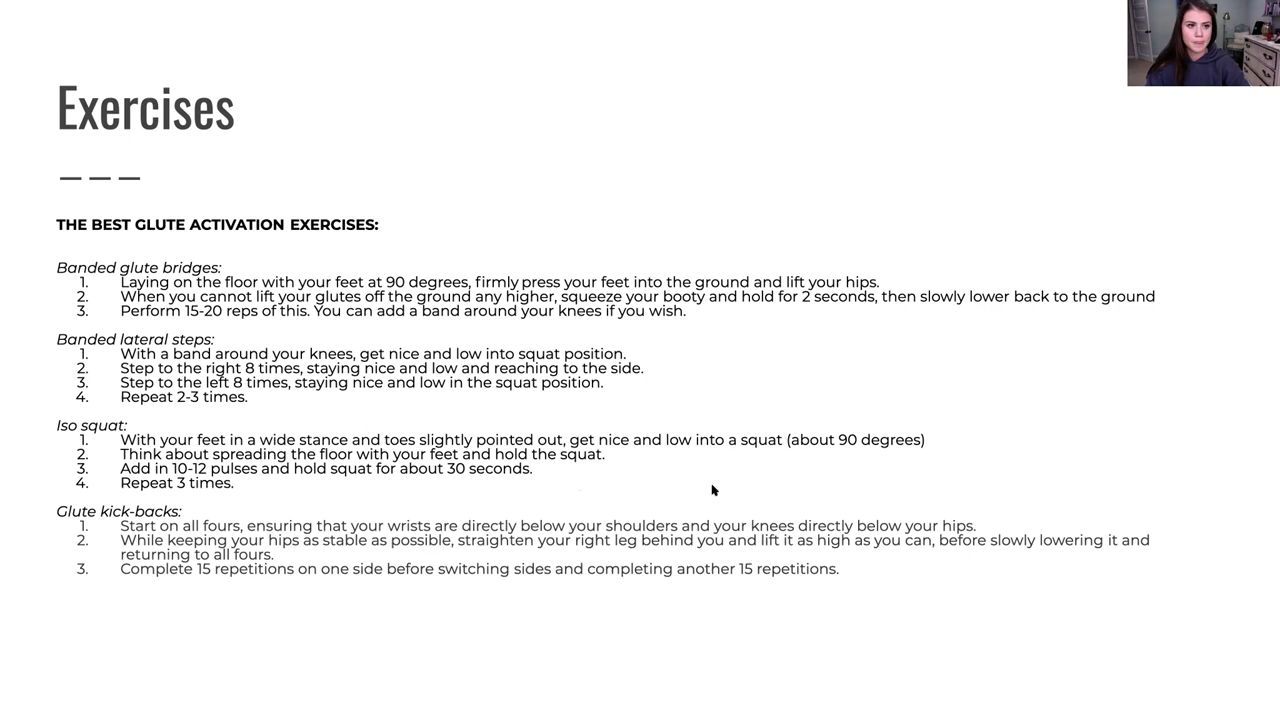 Exercises
THE BEST GLUTE ACTIVATION EXERCISES:
Banded glute bridges:
1. Laying on the floor with your feet at 90 degrees, firmly press your feet into the ground and lift your hips.
2. When you cannot lift your glutes off the ground any higher, squeeze your booty and hold for 2 seconds, then slowly lower back to the ground
3. Perform 15-20 reps of this. You can add a band around your knees if you wish.
Banded lateral steps:
1. With a band around your knees, get nice and low into squat position.
2. Step to the right 8 times, staying nice and low and reaching to the side.
3. Step to the left 8 times, staying nice and low in the squat position.
4. Repeat 2-3 times.
Iso squat:
1. With your feet in a wide stance and toes slightly pointed out, get nice and low into a squat (about 90 degrees)
2. Think about spreading the floor with your feet and hold the squat.
3. Add in 10-12 pulses and hold squat for about 30 seconds.
4. Repeat 3 times.
Glute kick-backs:
1. Start on all fours, ensuring that your wrists are directly below your shoulders and your knees directly below your hips.
2. While keeping your hips as stable as possible, straighten your right leg behind you and lift it as high as you can, before slowly lowering it and
returning to all fours.
3. Complete 15 repetitions on one side before switching sides and completing another 15 repetitions.